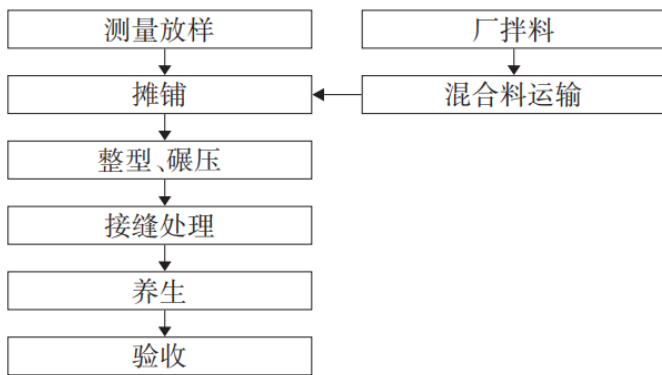 测量放样
厂拌料
摊铺
混合料运输
整型、碾压
接缝处理
养生
验收